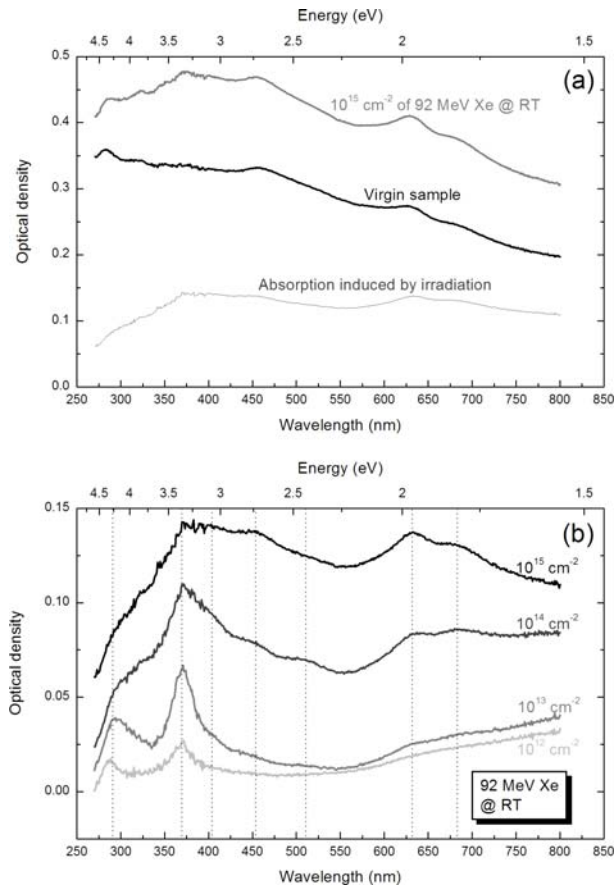 Energy (eV)
4.5 4 3.5 3 2.5 2 1.5
0.5
(a)
10¹⁵ cm⁻² of 92 MeV Xe @ RT
0.4
0.3
Virgin sample
0.2
Absorption induced by irradiation
0.1
0.0
Optical density
250 300 350 400 450 500 550 600 650 700 750 800 850
Wavelength (nm)
Energy (eV)
4.5 4 3.5 3 2.5 2 1.5
0.15
(b)
10¹⁵ cm⁻²
0.10
10¹⁴ cm⁻²
0.05
10¹³ cm⁻²
10¹² cm⁻²
0.00
92 MeV Xe
@ RT
Optical density
250 300 350 400 450 500 550 600 650 700 750 800 850
Wavelength (nm)